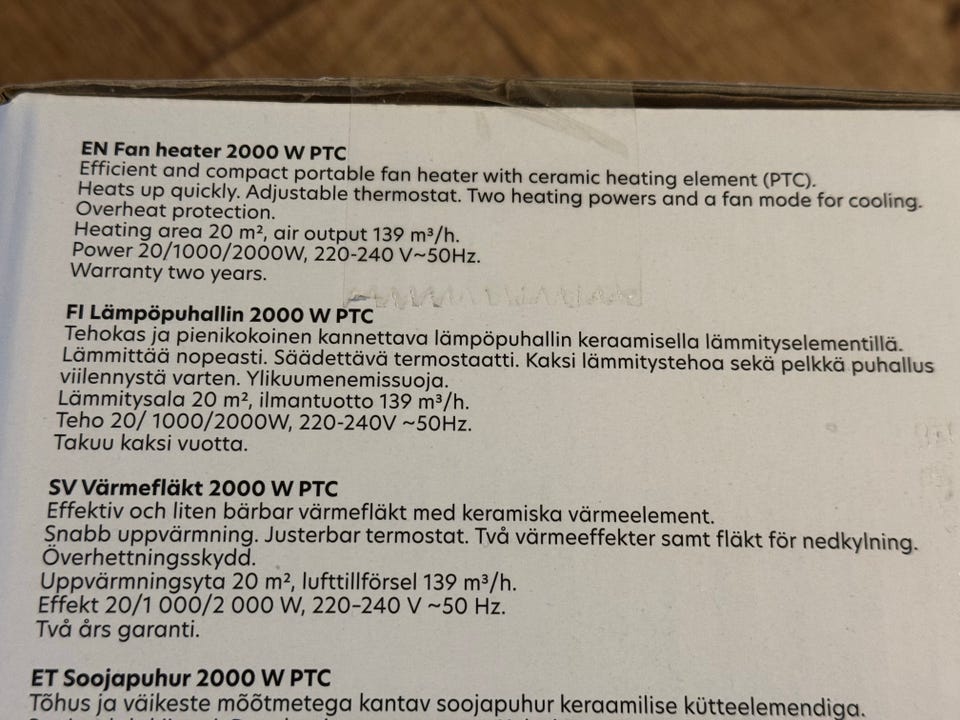 EN Fan heater 2000 W PTC
Efficient and compact portable fan heater with ceramic heating element (PTC).
Heats up quickly. Adjustable thermostat. Two heating powers and a fan mode for cooling.
Overheat protection.
Heating area 20 m², air output 139 m³/h.
Power 20/1000/2000W, 220-240 V~50Hz.
Warranty two years.
FI Lämpöpuhallin 2000 W PTC
Tehokas ja pienikokoinen kannettava lämpöpuhallin keraamisella lämmityselementillä.
Lämmittää nopeasti. Säädettävä termostaatti. Kaksi lämmitystehoa sekä pelkkä puhallus
viilennystä varten. Ylikuumenemissuoja.
Lämmitysala 20 m², ilmantuotto 139 m³/h.
Teho 20/ 1000/2000W, 220-240V ~50Hz.
Takuu kaksi vuotta.
SV Värmefläkt 2000 W PTC
Effektiv och liten bärbar värmefläkt med keramiska värmeelement.
Snabb uppvärmning. Justerbar termostat. Två värmeeffekter samt fläkt för nedkylning.
Överhettningsskydd.
Uppvärmningsyta 20 m², lufttillförsel 139 m³/h.
Effekt 20/1 000/2 000 W, 220–240 V ~50 Hz.
Två års garanti.
ET Soojapuhur 2000 W PTC
Tõhus ja väikeste mõõtmetega kantav soojapuhur keraamilise kütteelemendiga.